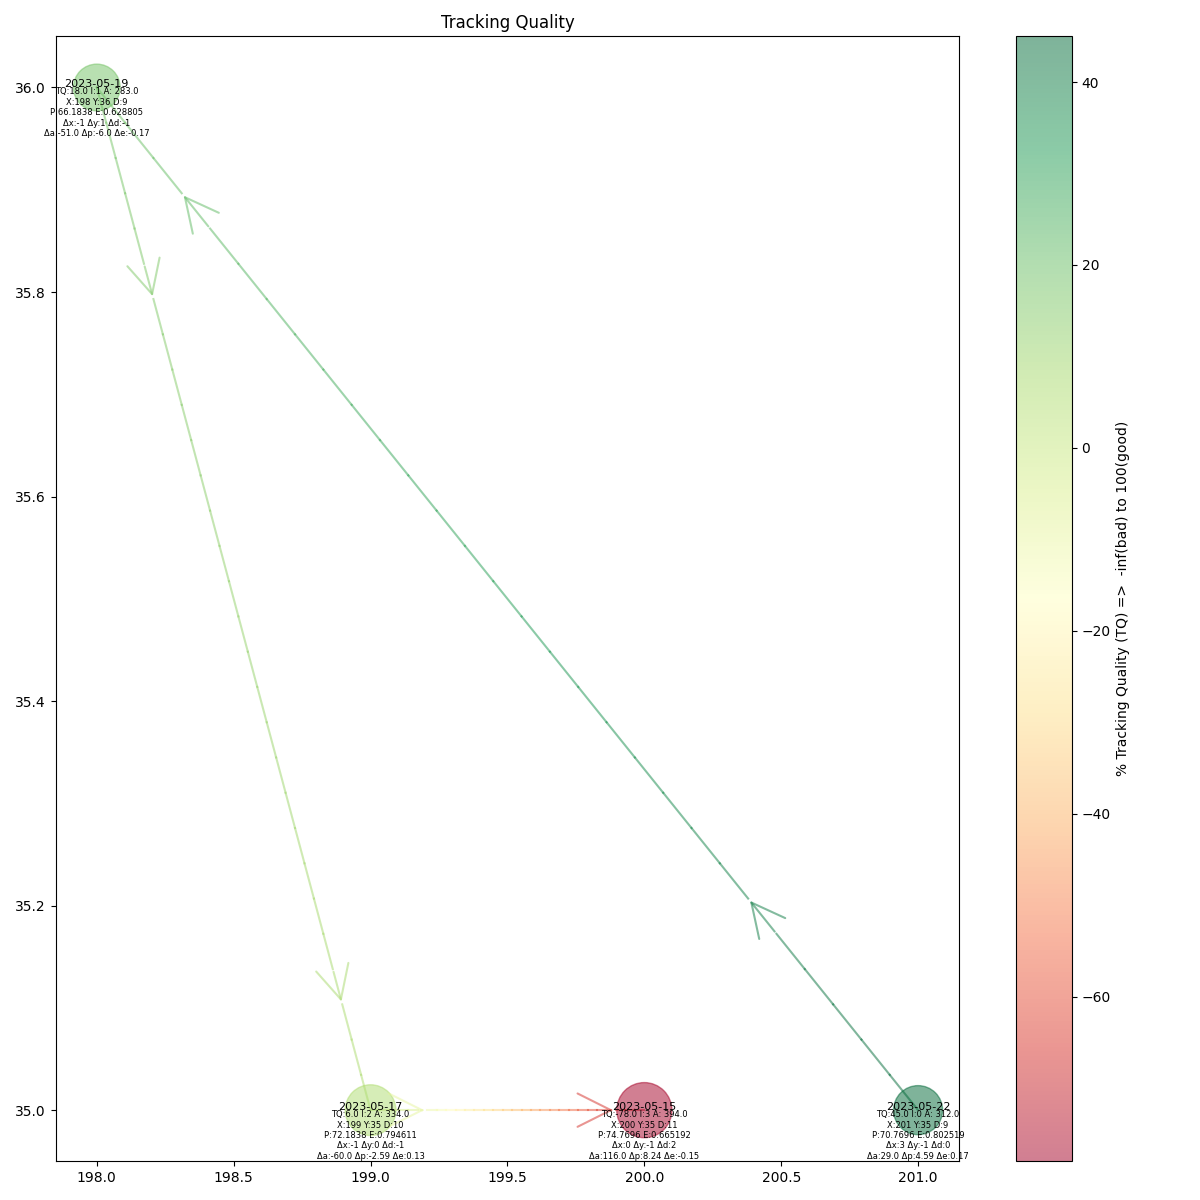 Tracking Quality
36.0
35.8
35.6
35.4
35.2
35.0
198.0 198.5 199.0 199.5 200.0 200.5 201.0
2023-05-19
TQ:18.0 I:1 A: 283.0
X:198 Y:36 D:9
P:66.1838 E:0.628805
Δx:-1 Δy:1 Δd:-1
Δa:-51.0 Δp:-6.0 Δe:-0.17
2023-05-17
TQ:6.0 I:2 A: 334.0
X:199 Y:35 D:10
P:72.1838 E:0.794611
Δx:-1 Δy:0 Δd:-1
Δa:-60.0 Δp:-2.59 Δe:0.13
2023-05-15
TQ:-78.0 I:3 A: 394.0
X:200 Y:35 D:11
P:74.7696 E:0.665192
Δx:0 Δy:-1 Δd:2
Δa:116.0 Δp:8.24 Δe:-0.15
2023-05-22
TQ:45.0 I:0 A: 312.0
X:201 Y:35 D:9
P:70.7696 E:0.802519
Δx:3 Δy:-1 Δd:0
Δa:29.0 Δp:4.59 Δe:0.17
40
20
0
−20
−40
−60
% Tracking Quality (TQ) => -inf(bad) to 100(good)